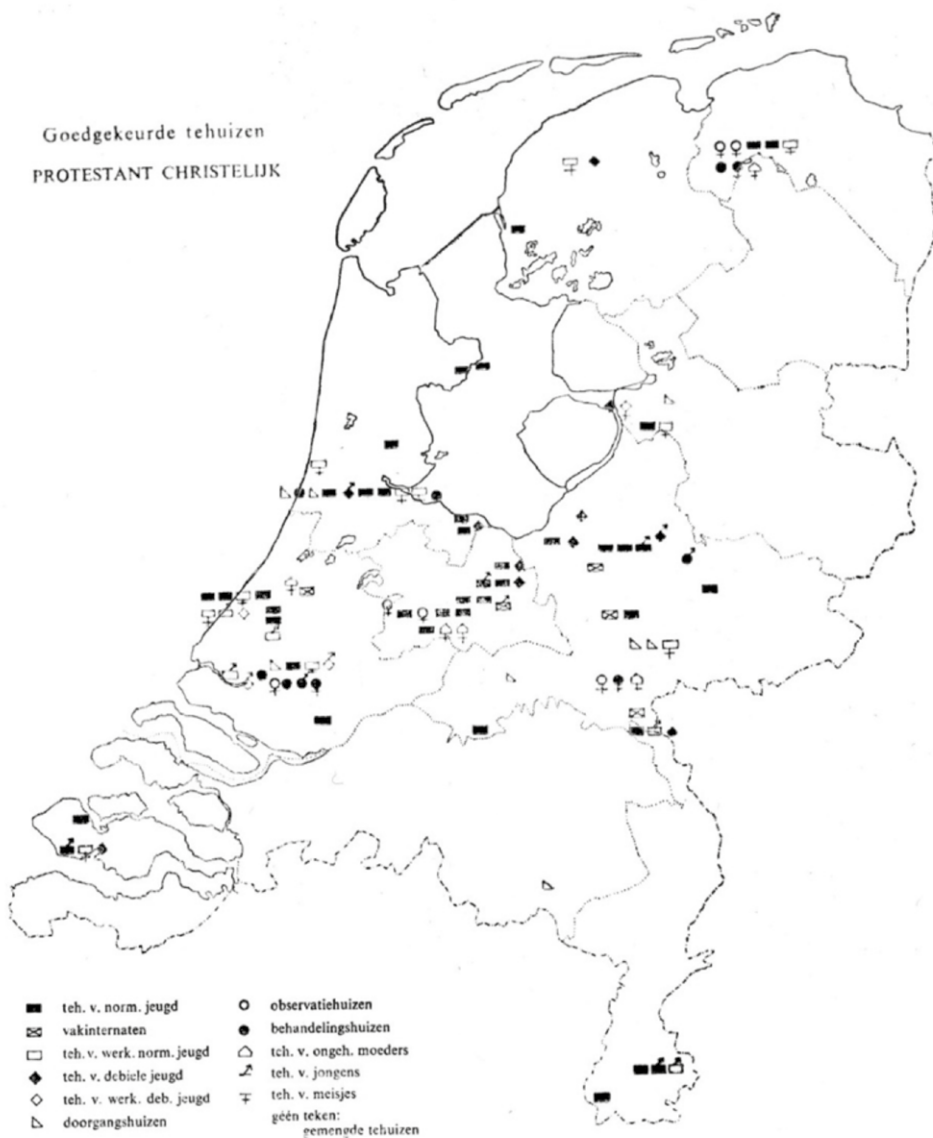 Goedgekeurde tehuizen
PROTESTANT CHRISTELIJK
teh. v. norm. jeugd
vakinternaten
teh. v. werk. norm. jeugd
teh. v. debiele jeugd
teh. v. werk. deb. jeugd
doorgangshuizen
observatiehuizen
behandelingshuizen
teh. v. ongeh. moeders
teh. v. jongens
teh. v. meisjes
géén teken:
gemengde tehuizen